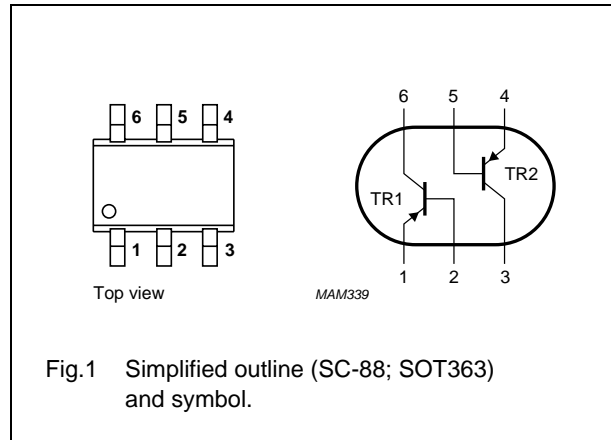 6 5 4
1 2 3
Top view
6 5 4
TR1
TR2
1 2 3
MAM339
Fig.1 Simplified outline (SC-88; SOT363)
and symbol.